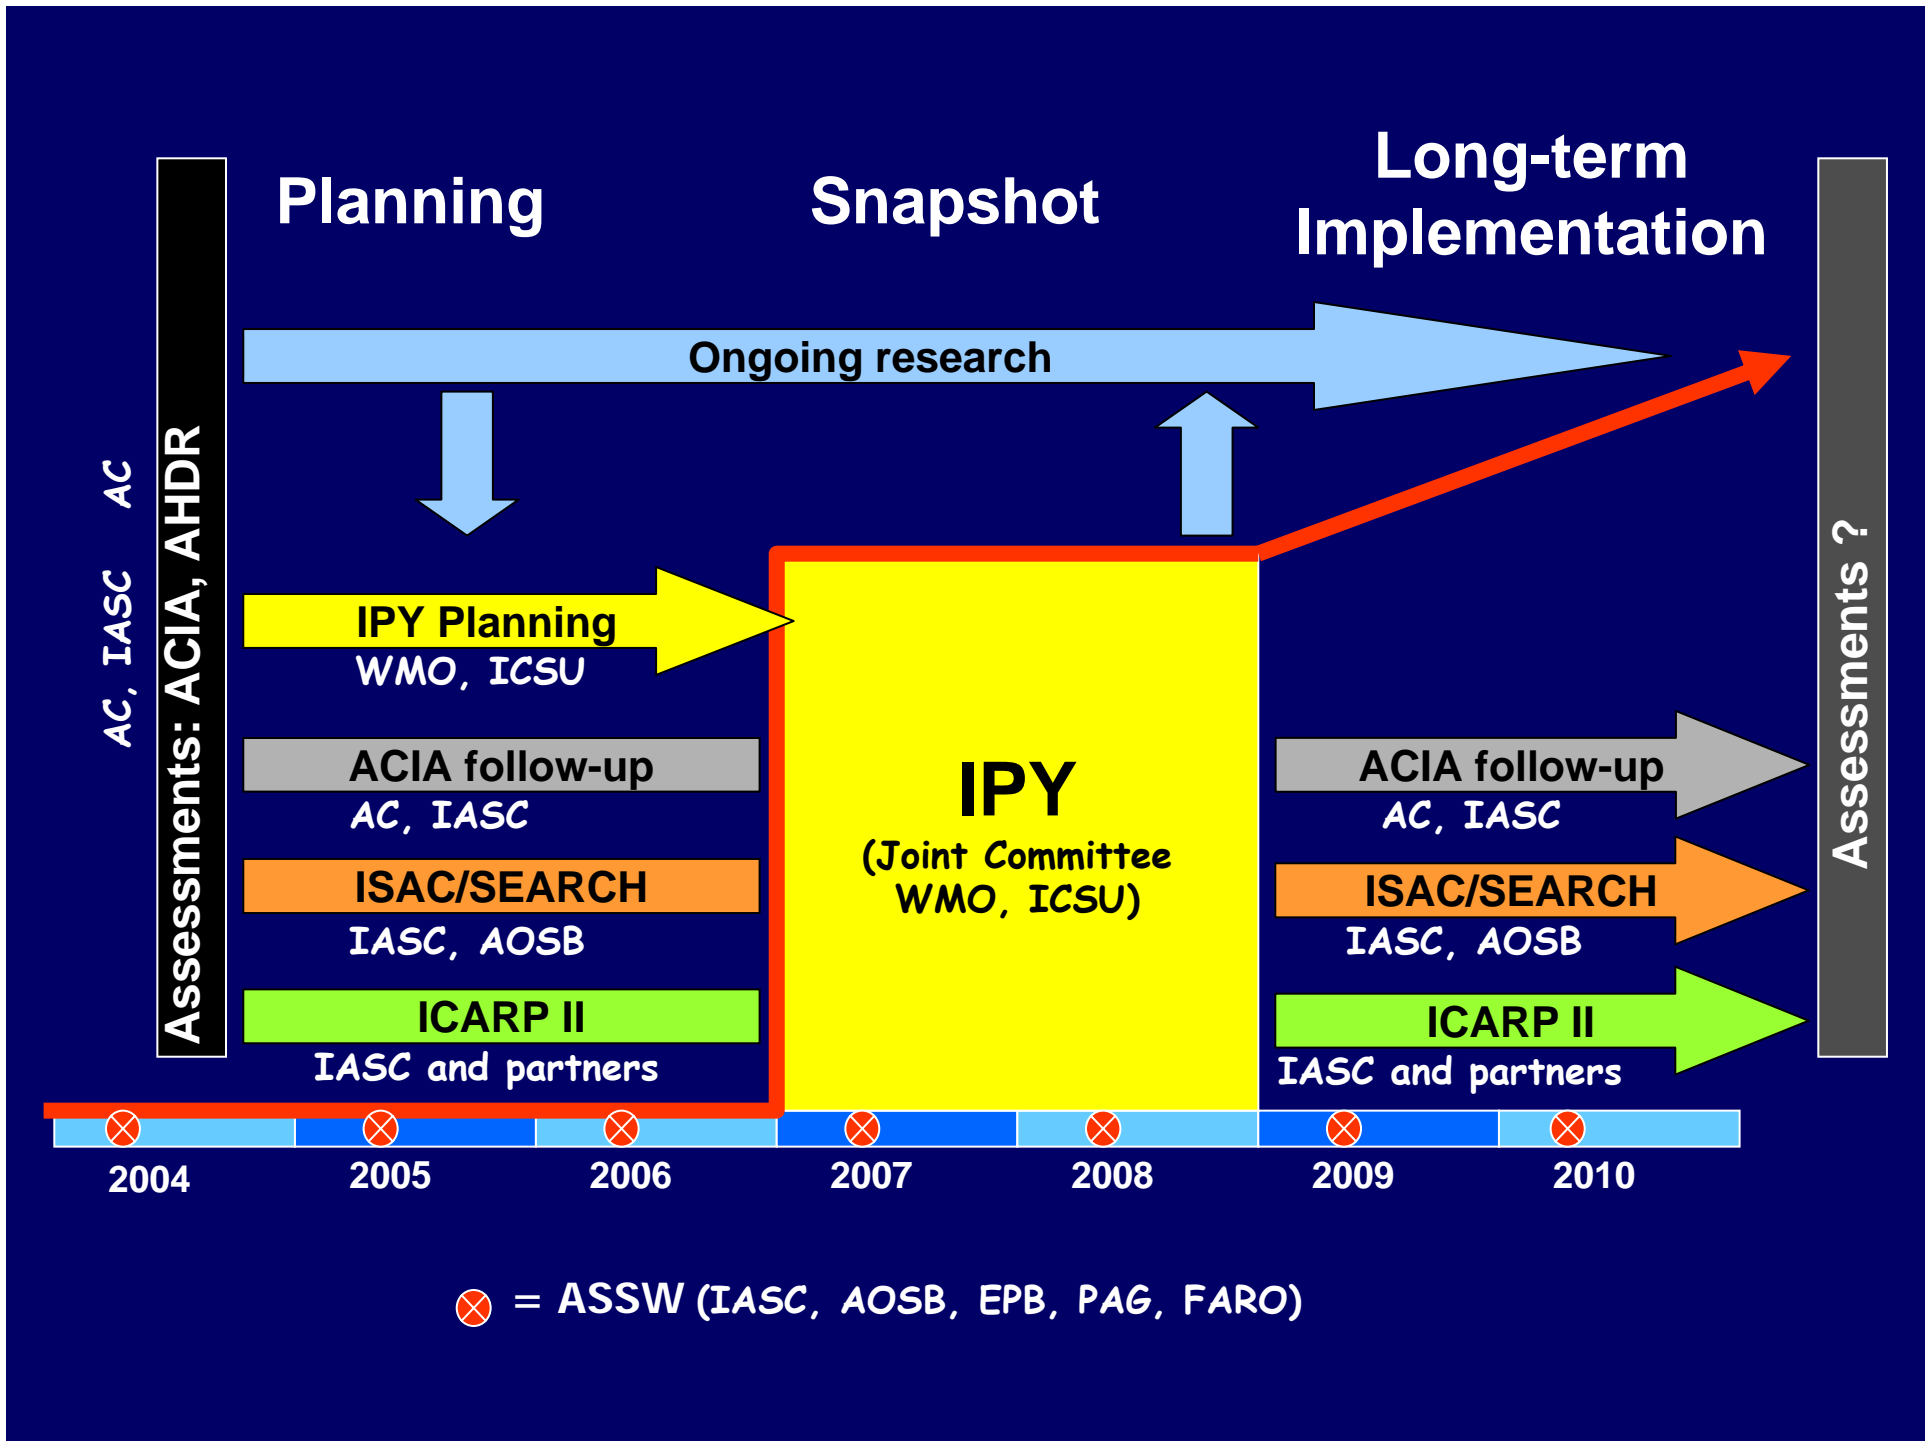 Planning
Snapshot
Long-term
Implementation
AC, IASC   AC
Assessments: ACIA, AHDR
Ongoing research
IPY Planning
WMO, ICSU
ACIA follow-up
AC, IASC
ISAC/SEARCH
IASC, AOSB
ICARP II
IASC and partners
IPY
(Joint Committee
WMO, ICSU)
ACIA follow-up
AC, IASC
ISAC/SEARCH
IASC, AOSB
ICARP II
IASC and partners
Assessments ?
2004 2005 2006 2007 2008 2009 2010
= ASSW (IASC, AOSB, EPB, PAG, FARO)